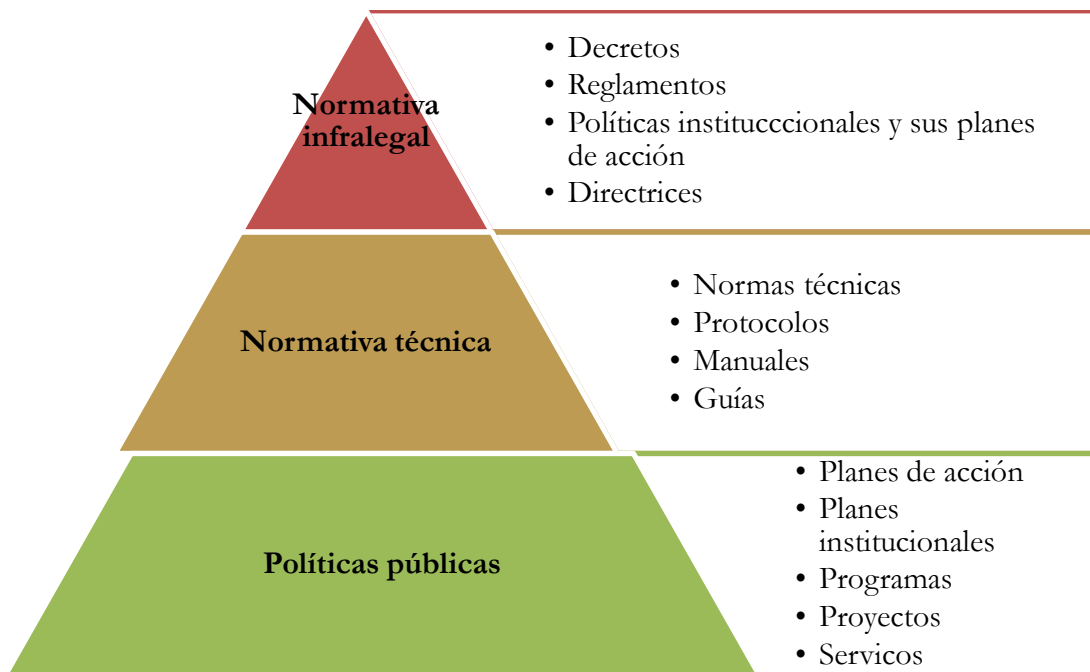 Normativa
infralegal
• Decretos
• Reglamentos
• Políticas institucccionales y sus planes
de acción
• Directrices
Normativa técnica
• Normas técnicas
• Protocolos
• Manuales
• Guías
Políticas públicas
• Planes de acción
• Planes
institucionales
• Programas
• Proyectos
• Servicos